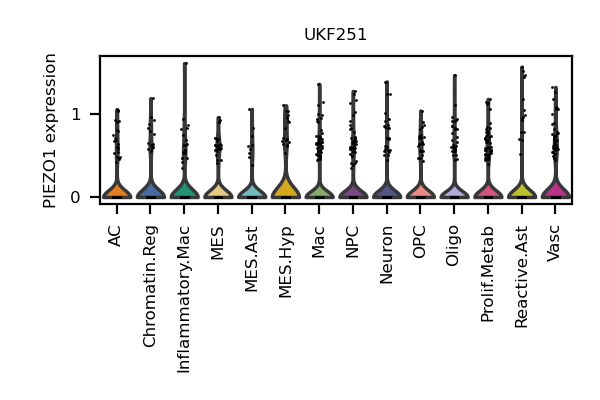 UKF251
PIEZO1 expression
1
0
AC
Chromatin.Reg
Inflammatory.Mac
MES
MES.Ast
MES.Hyp
Mac
NPC
Neuron
OPC
Oligo
Prolif.Metab
Reactive.Ast
Vasc